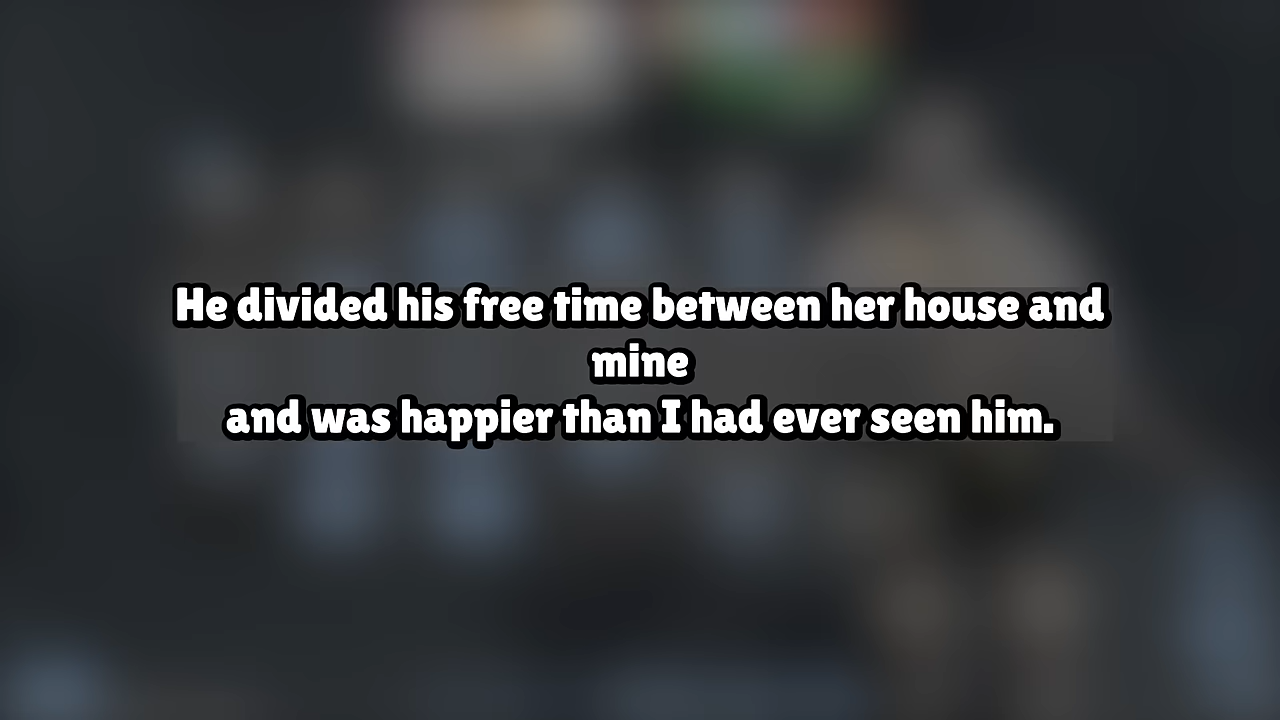 He divided his free time between her house and
mine
and was happier than I had ever seen him.